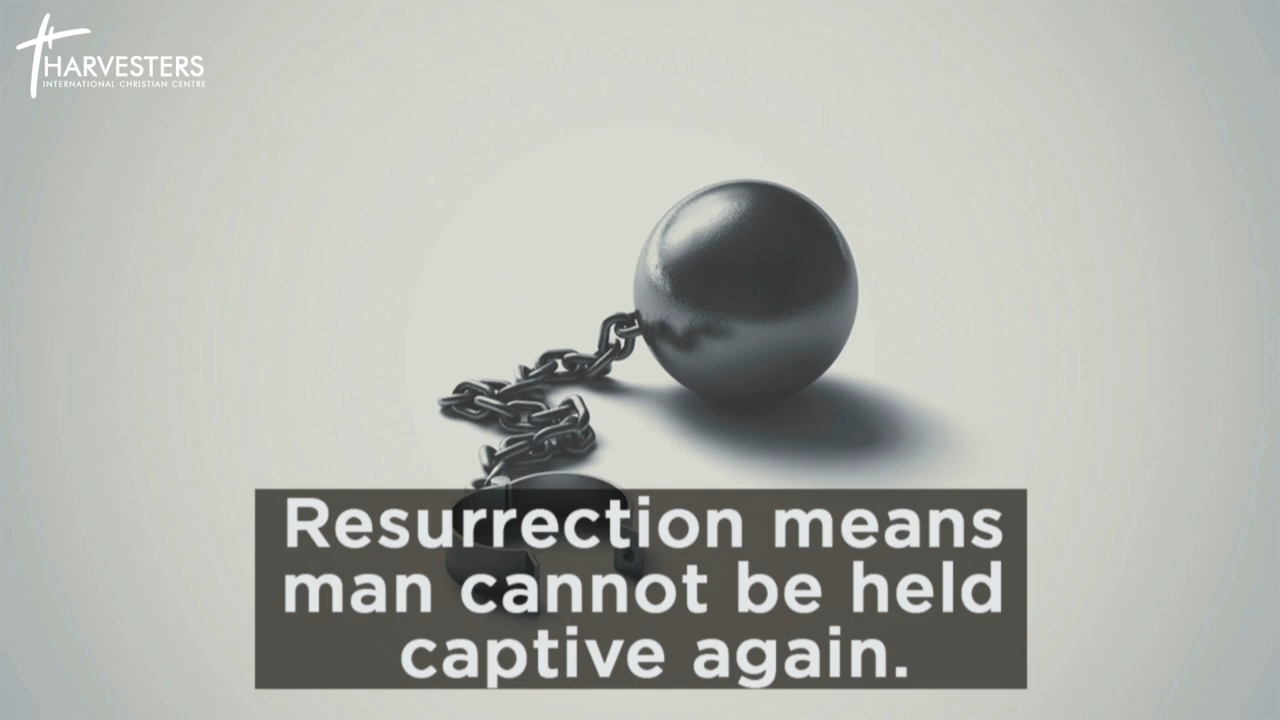 HARVESTERS
INTERNATIONAL CHRISTIAN CENTRE
Resurrection means
man cannot be held
captive again.